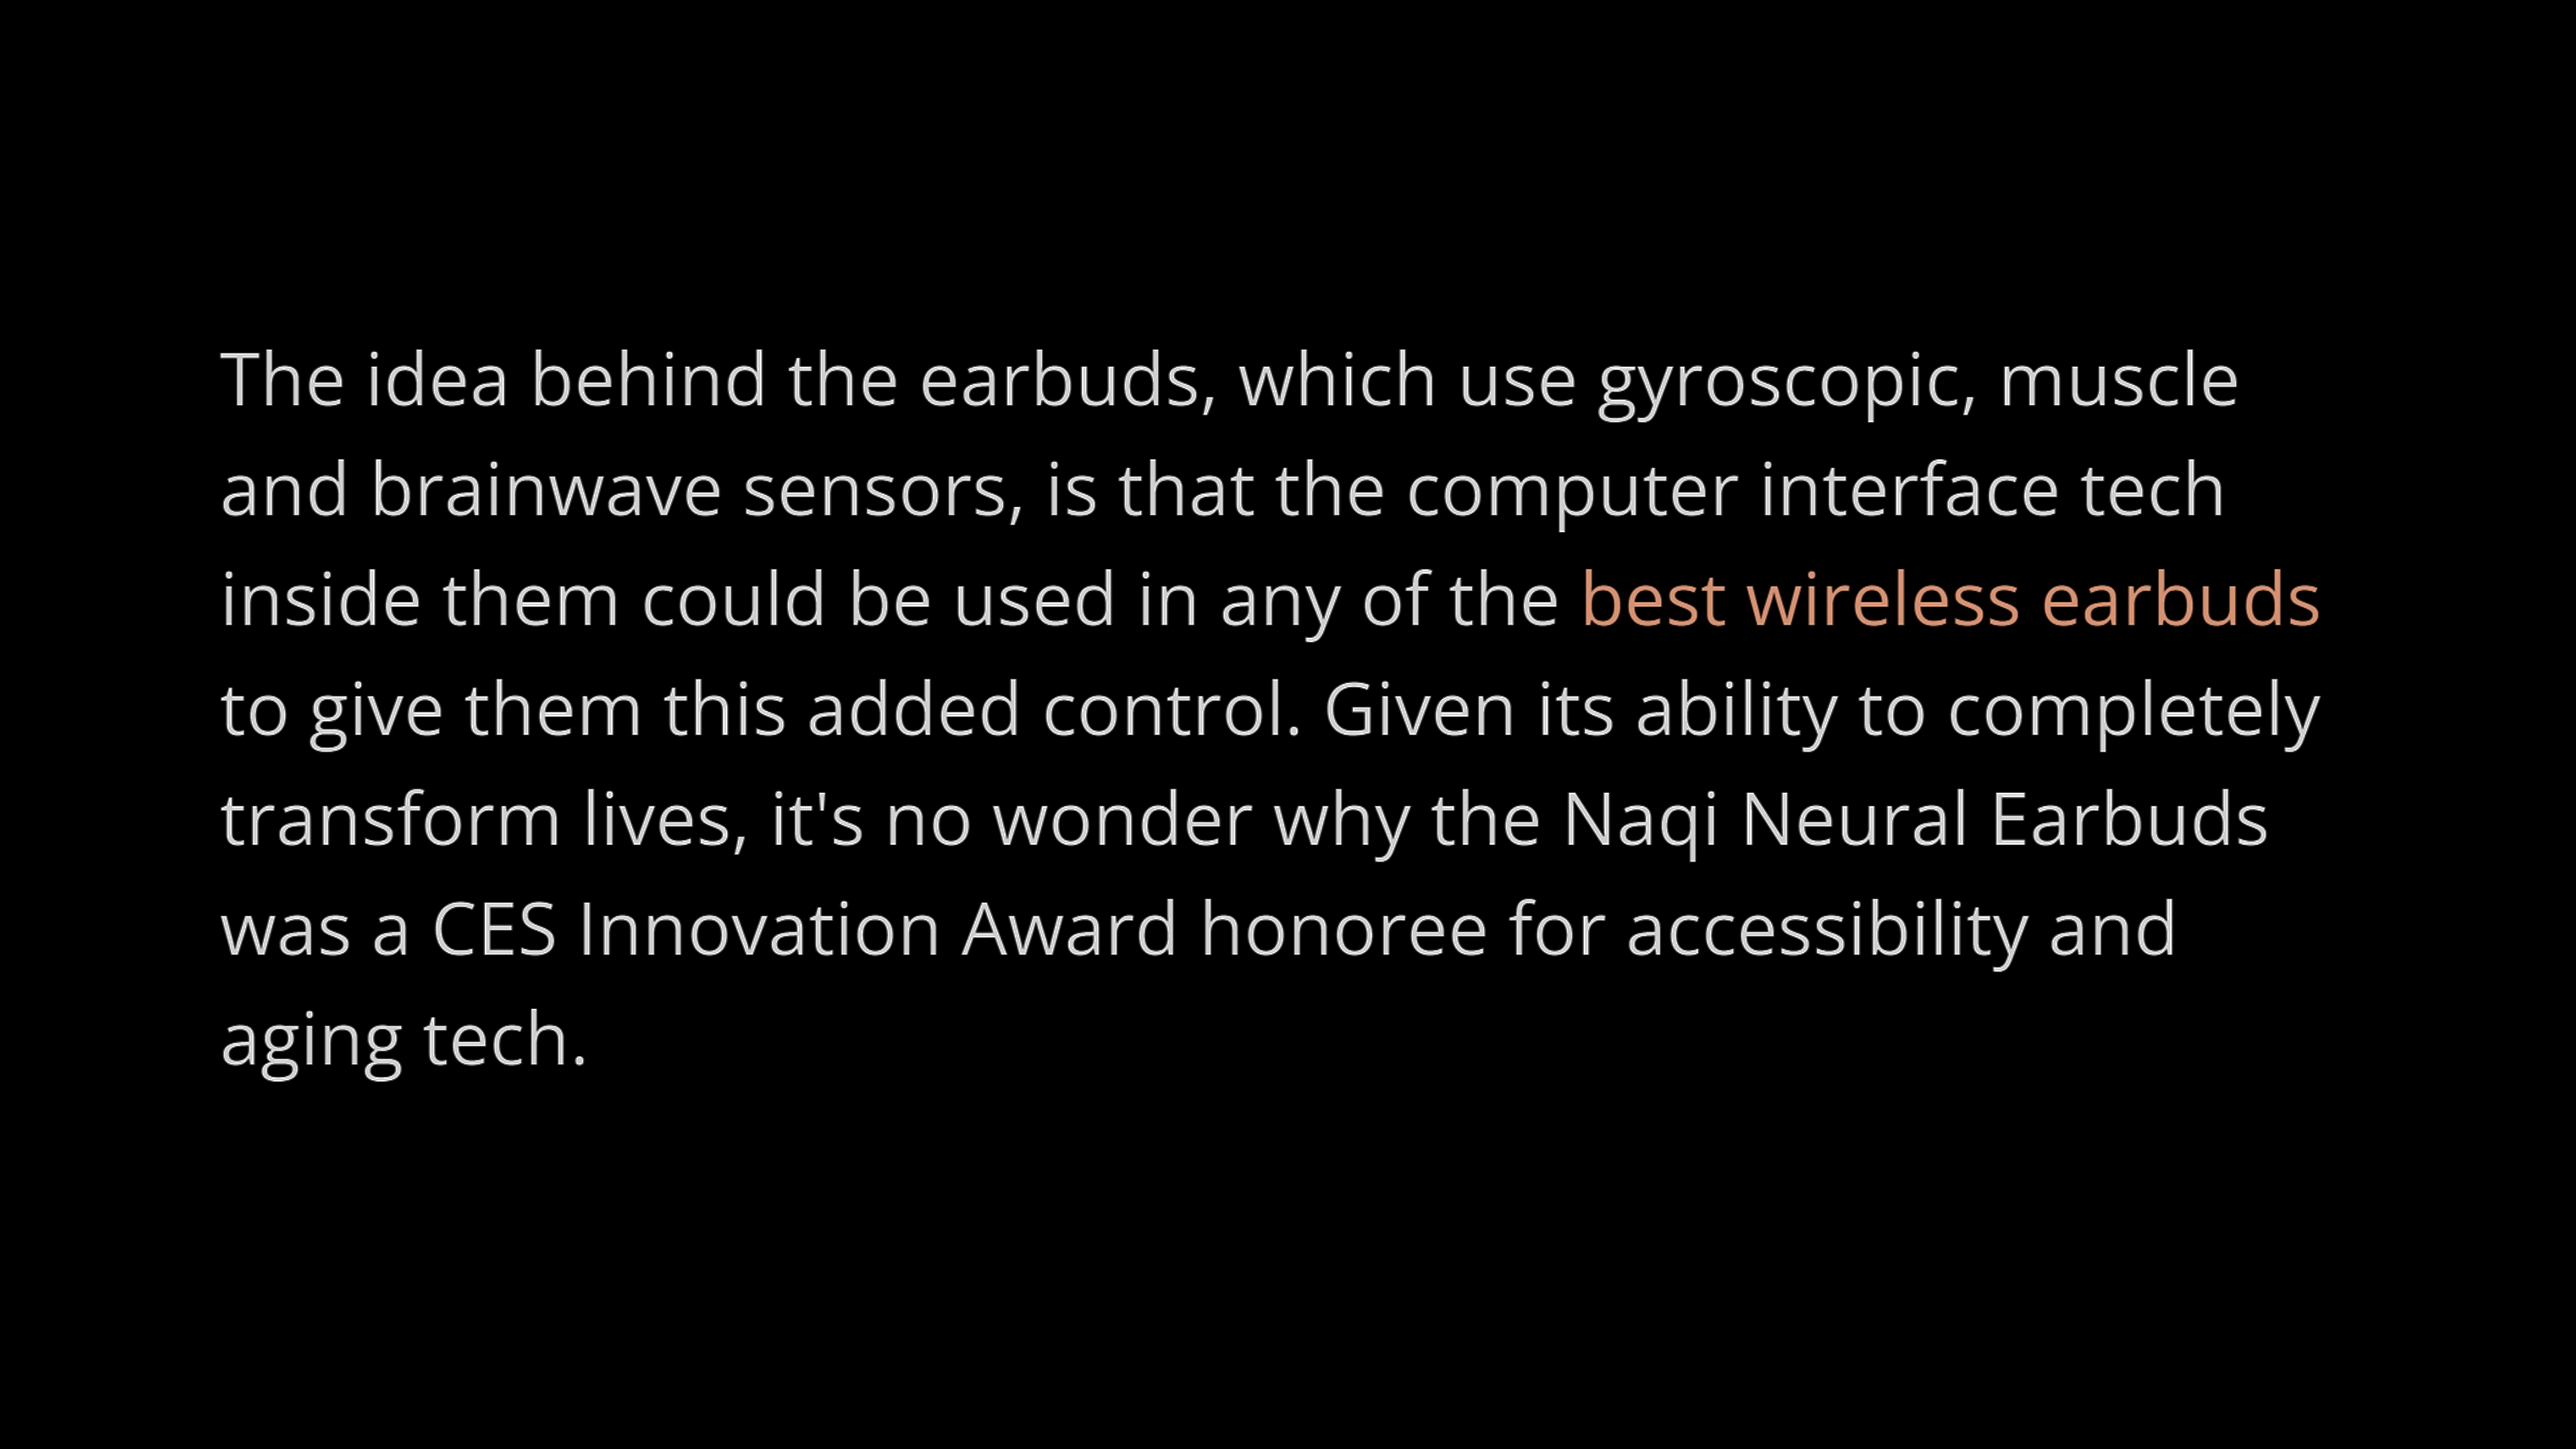 The idea behind the earbuds, which use gyroscopic, muscle
and brainwave sensors, is that the computer interface tech
inside them could be used in any of the best wireless earbuds
to give them this added control. Given its ability to completely
transform lives, it's no wonder why the Naqi Neural Earbuds
was a CES Innovation Award honoree for accessibility and
aging tech.